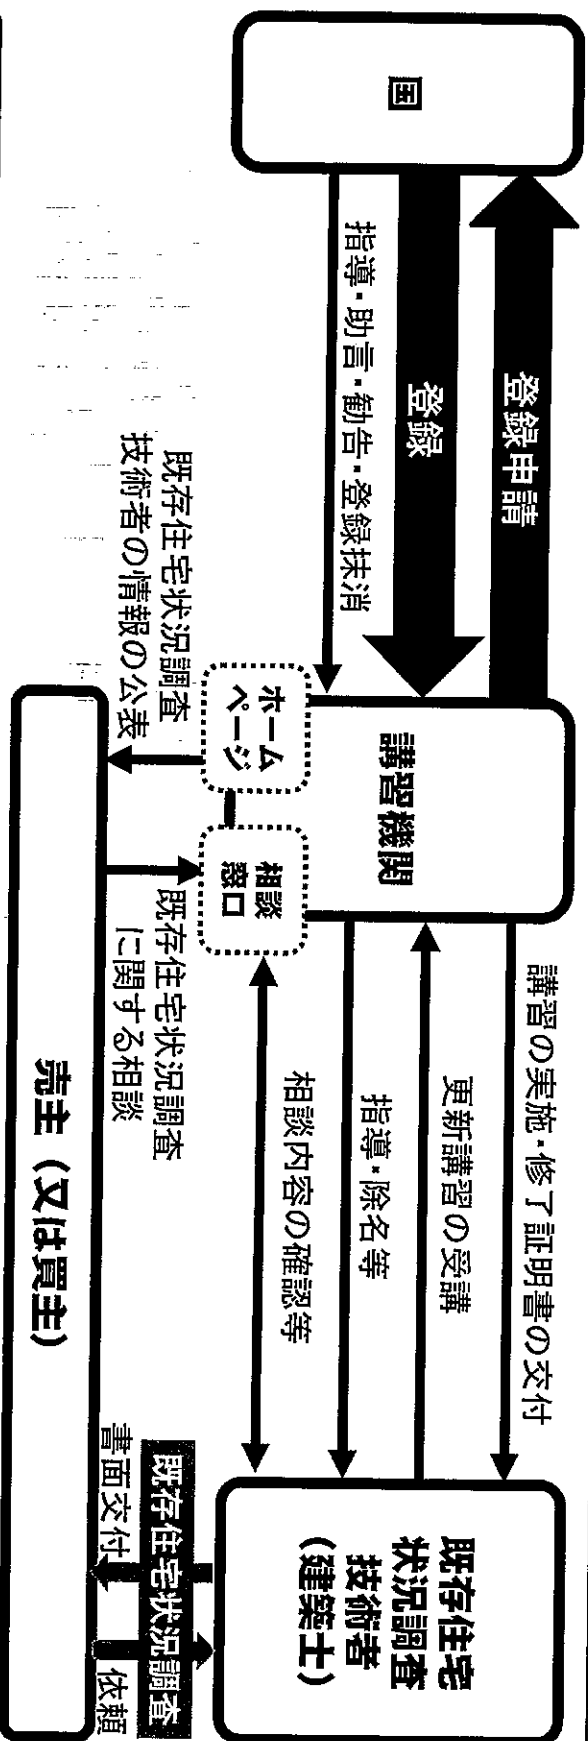 国
登録申請
登録
指導・助言・勧告・登録抹消
講習機関
ホーム
ページ
相談
窓口
講習の実施・修了証明書の交付
更新講習の受講
指導・除名等
相談内容の確認等
既存住宅
状況調査
技術者
(建築士)
既存住宅状況調査
技術者の情報の公表
既存住宅状況調査
に関する相談
既存住宅状況調査
書面交付
依頼
売主(又は買主)